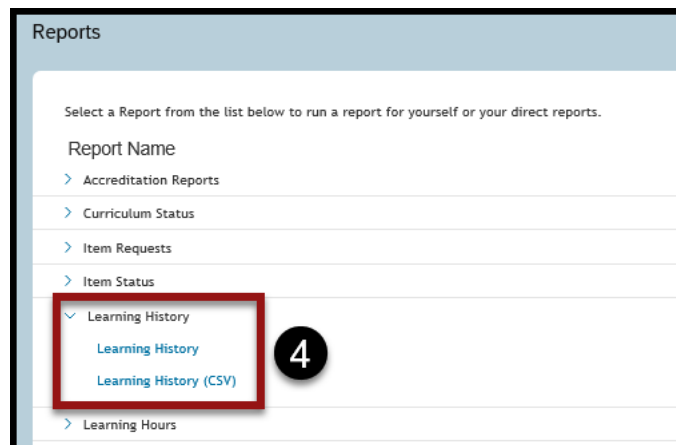 Reports
Select a Report from the list below to run a report for yourself or your direct reports.
Report Name
Accreditation Reports
Curriculum Status
Item Requests
Item Status
Learning History
Learning History
4
Learning History (CSV)
Learning Hours